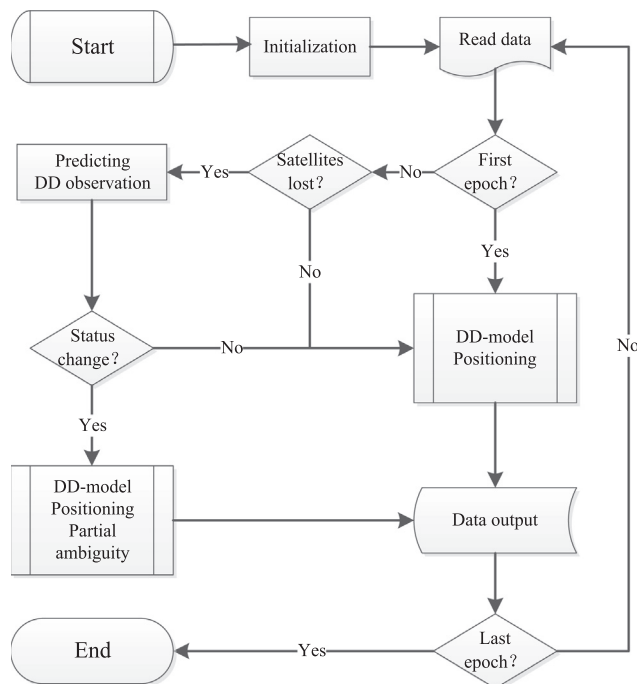 Start
Initialization
Read data
Predicting
DD observation
Yes
Satellites
lost?
No
First
epoch?
Yes
No
Status
change?
No
DD-model
Positioning
No
Yes
DD-model
Positioning
Partial
ambiguity
Data output
End
Yes
Last
epoch?